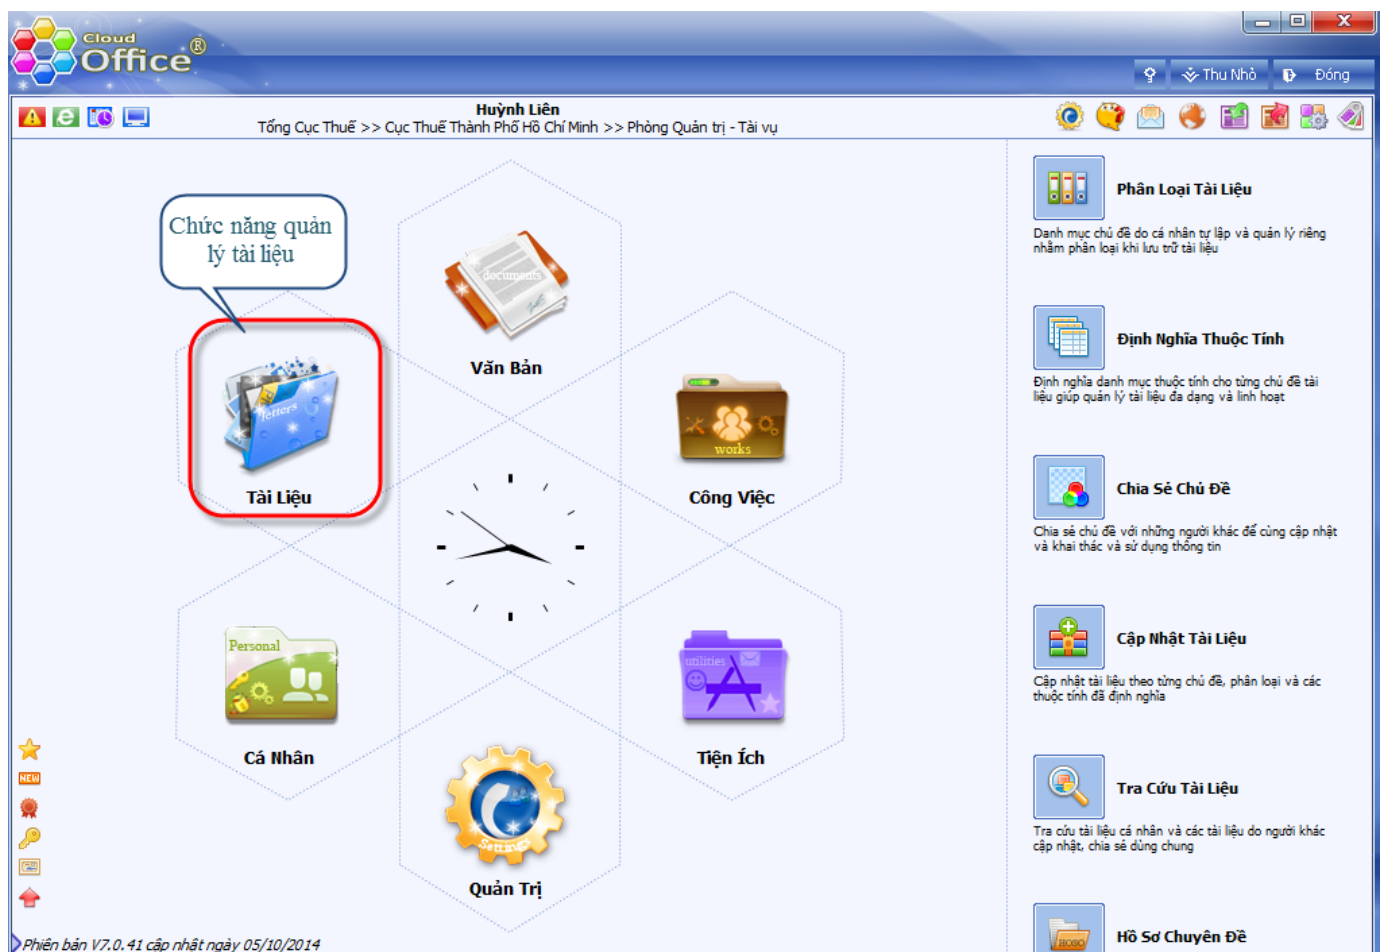 Cloud
Office®
Thu Nhỏ
Đóng
Huỳnh Liên
Tổng Cục Thuế >> Cục Thuế Thành Phố Hồ Chí Minh >> Phòng Quản trị - Tài vụ
Chức năng quản
lý tài liệu
documents
Văn Bản
letters
Tài Liệu
works
Công Việc
Personal
Cá Nhân
utilities
Tiện Ích
Settings
Quản Trị
NEW
Phiên bản V7.0.41 cập nhật ngày 05/10/2014
Phân Loại Tài Liệu
Danh mục chủ đề do cá nhân tự lập và quản lý riêng
nhằm phân loại khi lưu trữ tài liệu
Định Nghĩa Thuộc Tính
Định nghĩa danh mục thuộc tính cho từng chủ đề tài
liệu giúp quản lý tài liệu đa dạng và linh hoạt
Chia Sẻ Chủ Đề
Chia sẻ chủ đề với những người khác để cùng cập nhật
và khai thác và sử dụng thông tin
Cập Nhật Tài Liệu
Cập nhật tài liệu theo từng chủ đề, phân loại và các
thuộc tính đã định nghĩa
Tra Cứu Tài Liệu
Tra cứu tài liệu cá nhân và các tài liệu do người khác
cập nhật, chia sẻ dùng chung
HOSO
Hồ Sơ Chuyên Đề